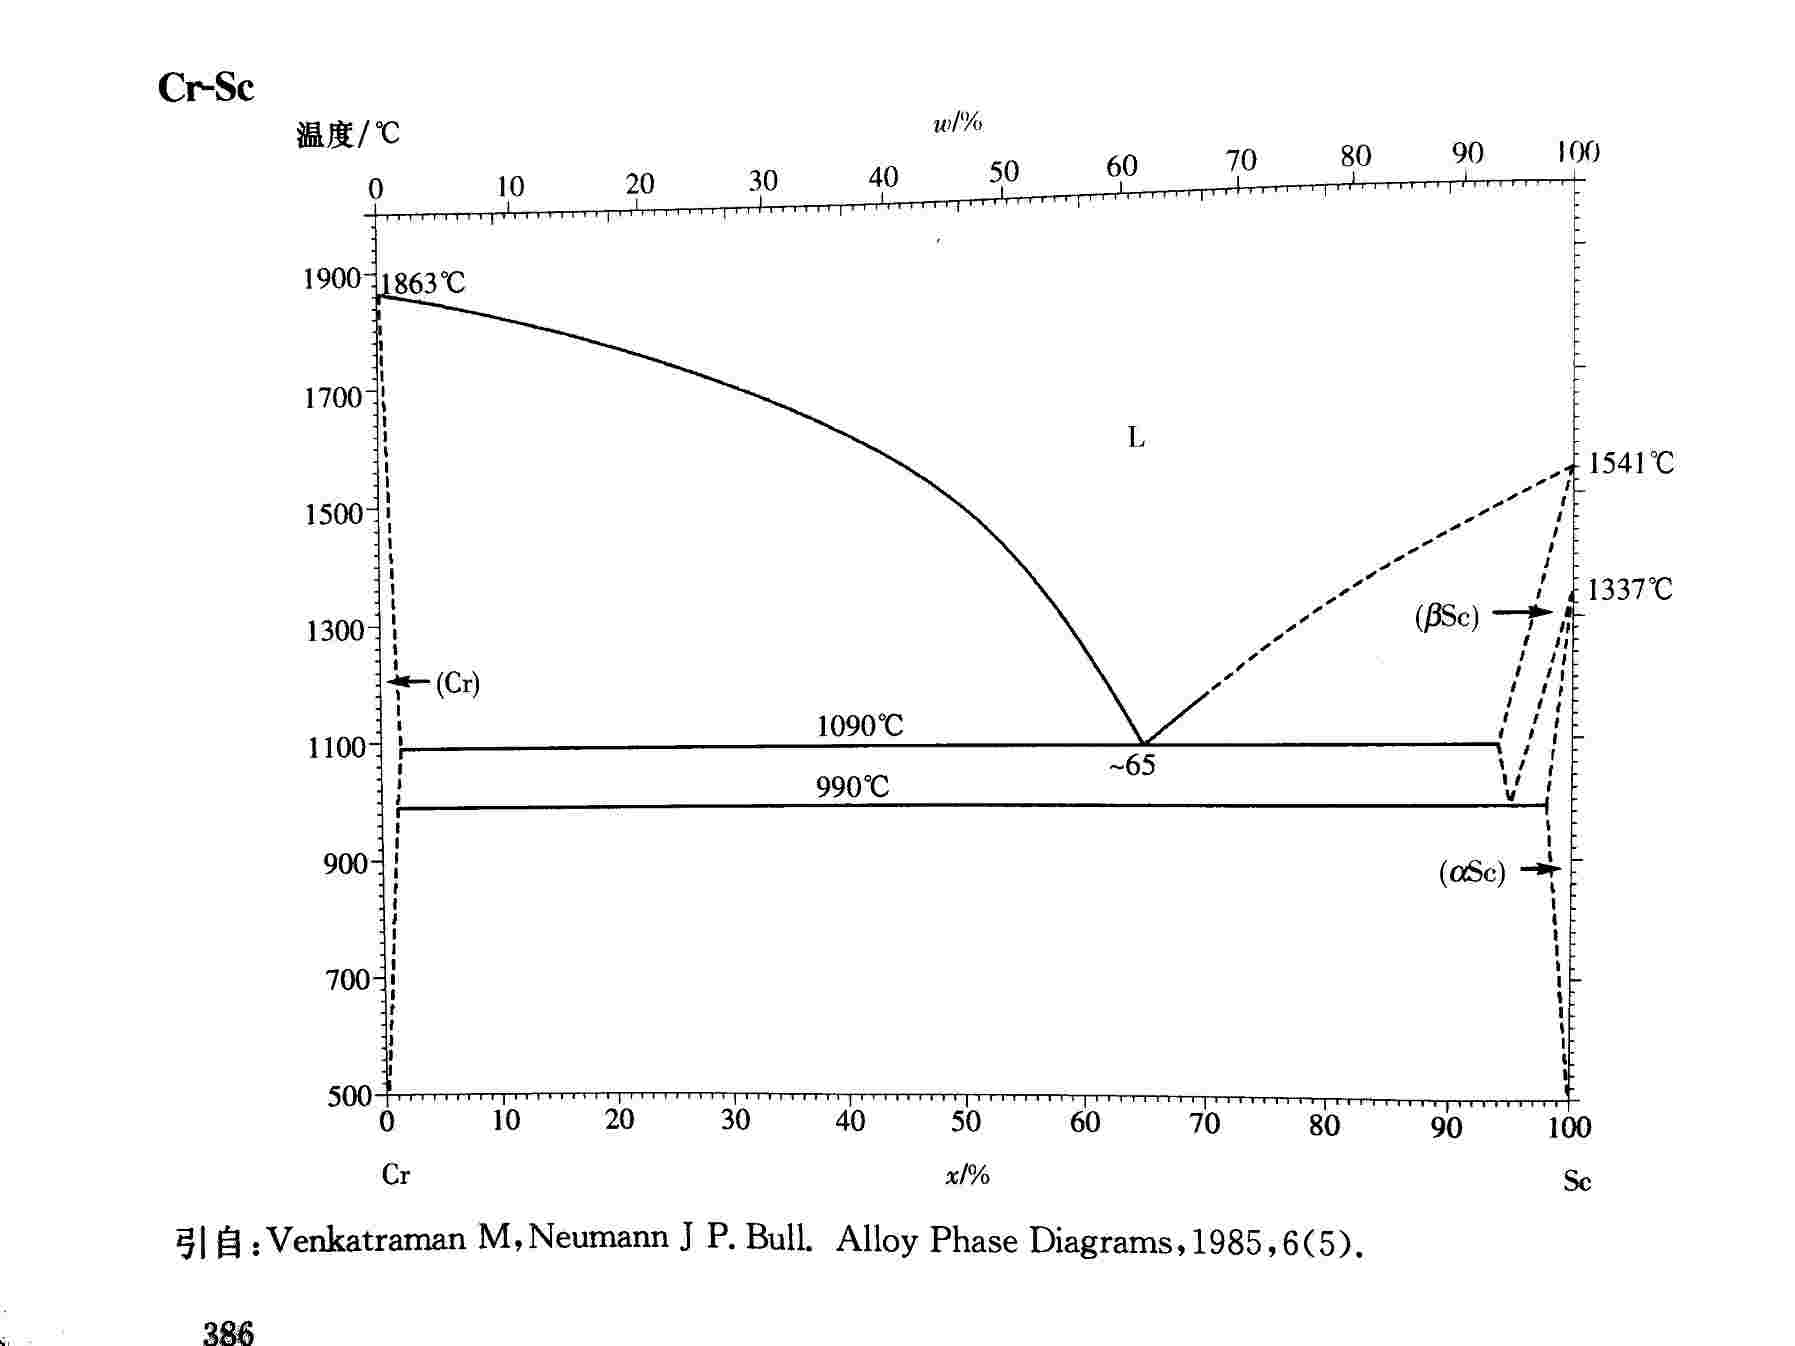 Cr-Sc
温度/℃
w/%
0 10 20 30 40 50 60 70 80 90 100
1900
1863℃
1700
L
1541℃
1500
1337℃
(βSc)
1300
(Cr)
1090℃
1100
~65
990℃
900
(αSc)
700
500
0 10 20 30 40 50 60 70 80 90 100
Cr x/% Sc
引自:Venkatraman M,Neumann J P. Bull. Alloy Phase Diagrams,1985,6(5).
386